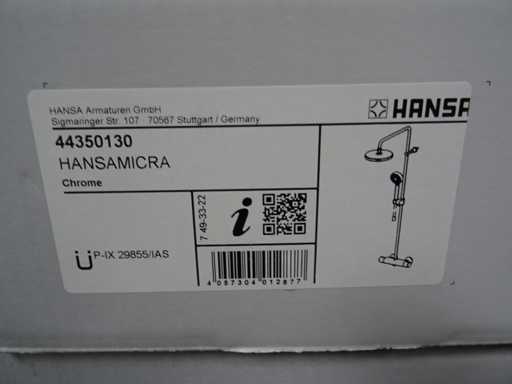 HANSA Armaturen GmbH
Sigmaringer Str. 107 · 70567 Stuttgart / Germany
HANSA
44350130
HANSAMICRA
Chrome
7 49-33-22
P-IX 29855/IAS
4 057304 012877